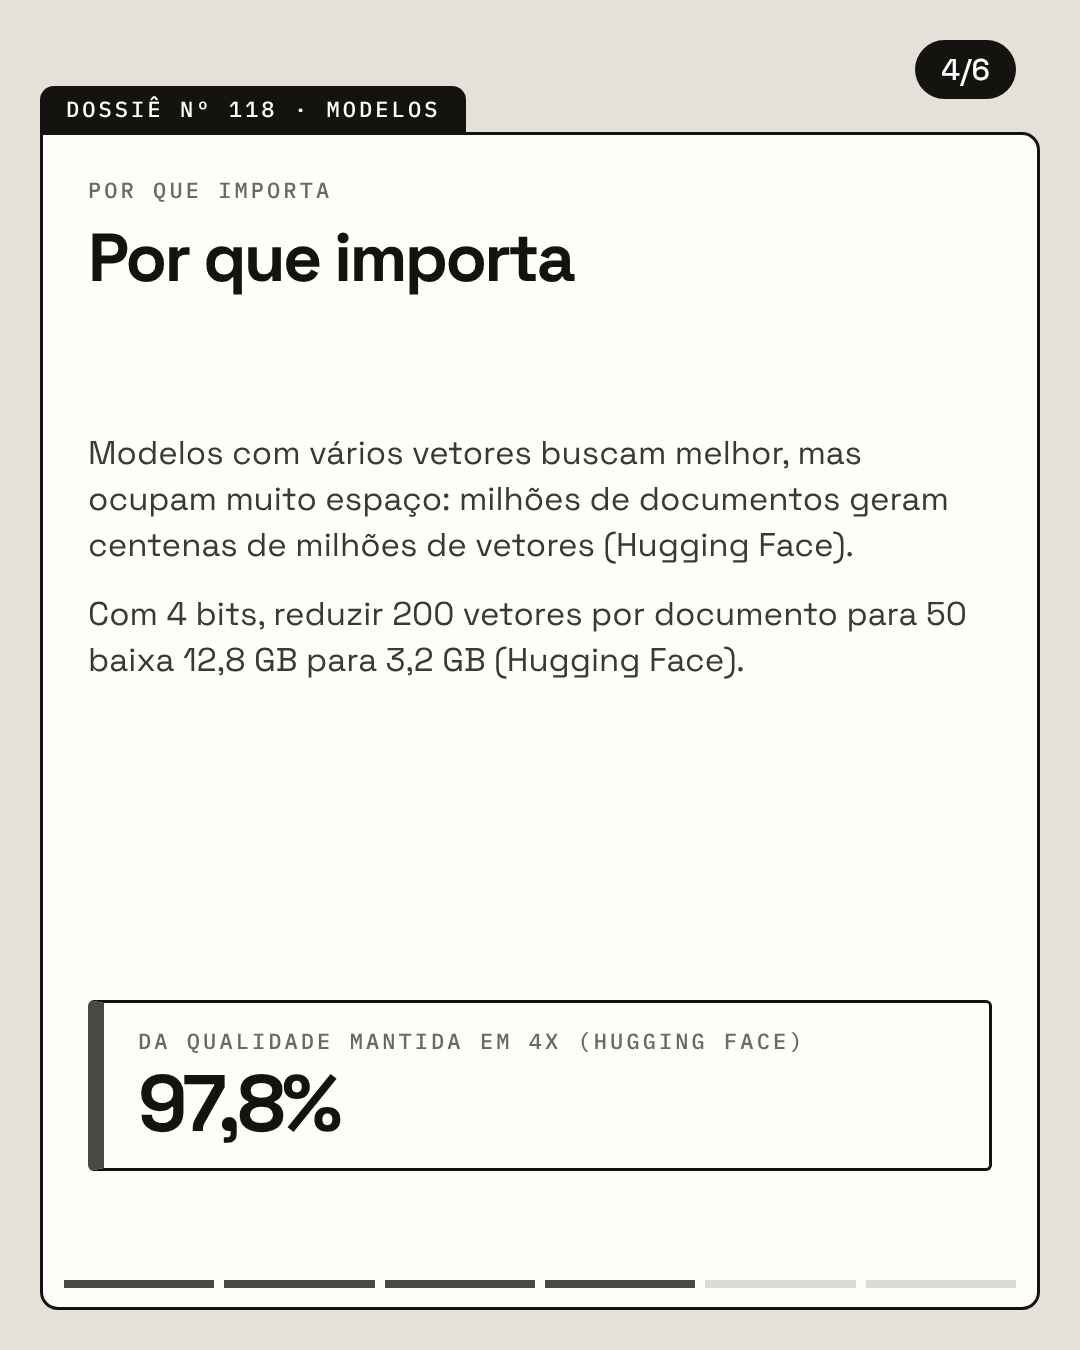 4/6
DOSSIÊ Nº 118 · MODELOS
POR QUE IMPORTA
Por que importa
Modelos com vários vetores buscam melhor, mas
ocupam muito espaço: milhões de documentos geram
centenas de milhões de vetores (Hugging Face).
Com 4 bits, reduzir 200 vetores por documento para 50
baixa 12,8 GB para 3,2 GB (Hugging Face).
DA QUALIDADE MANTIDA EM 4X (HUGGING FACE)
97,8%